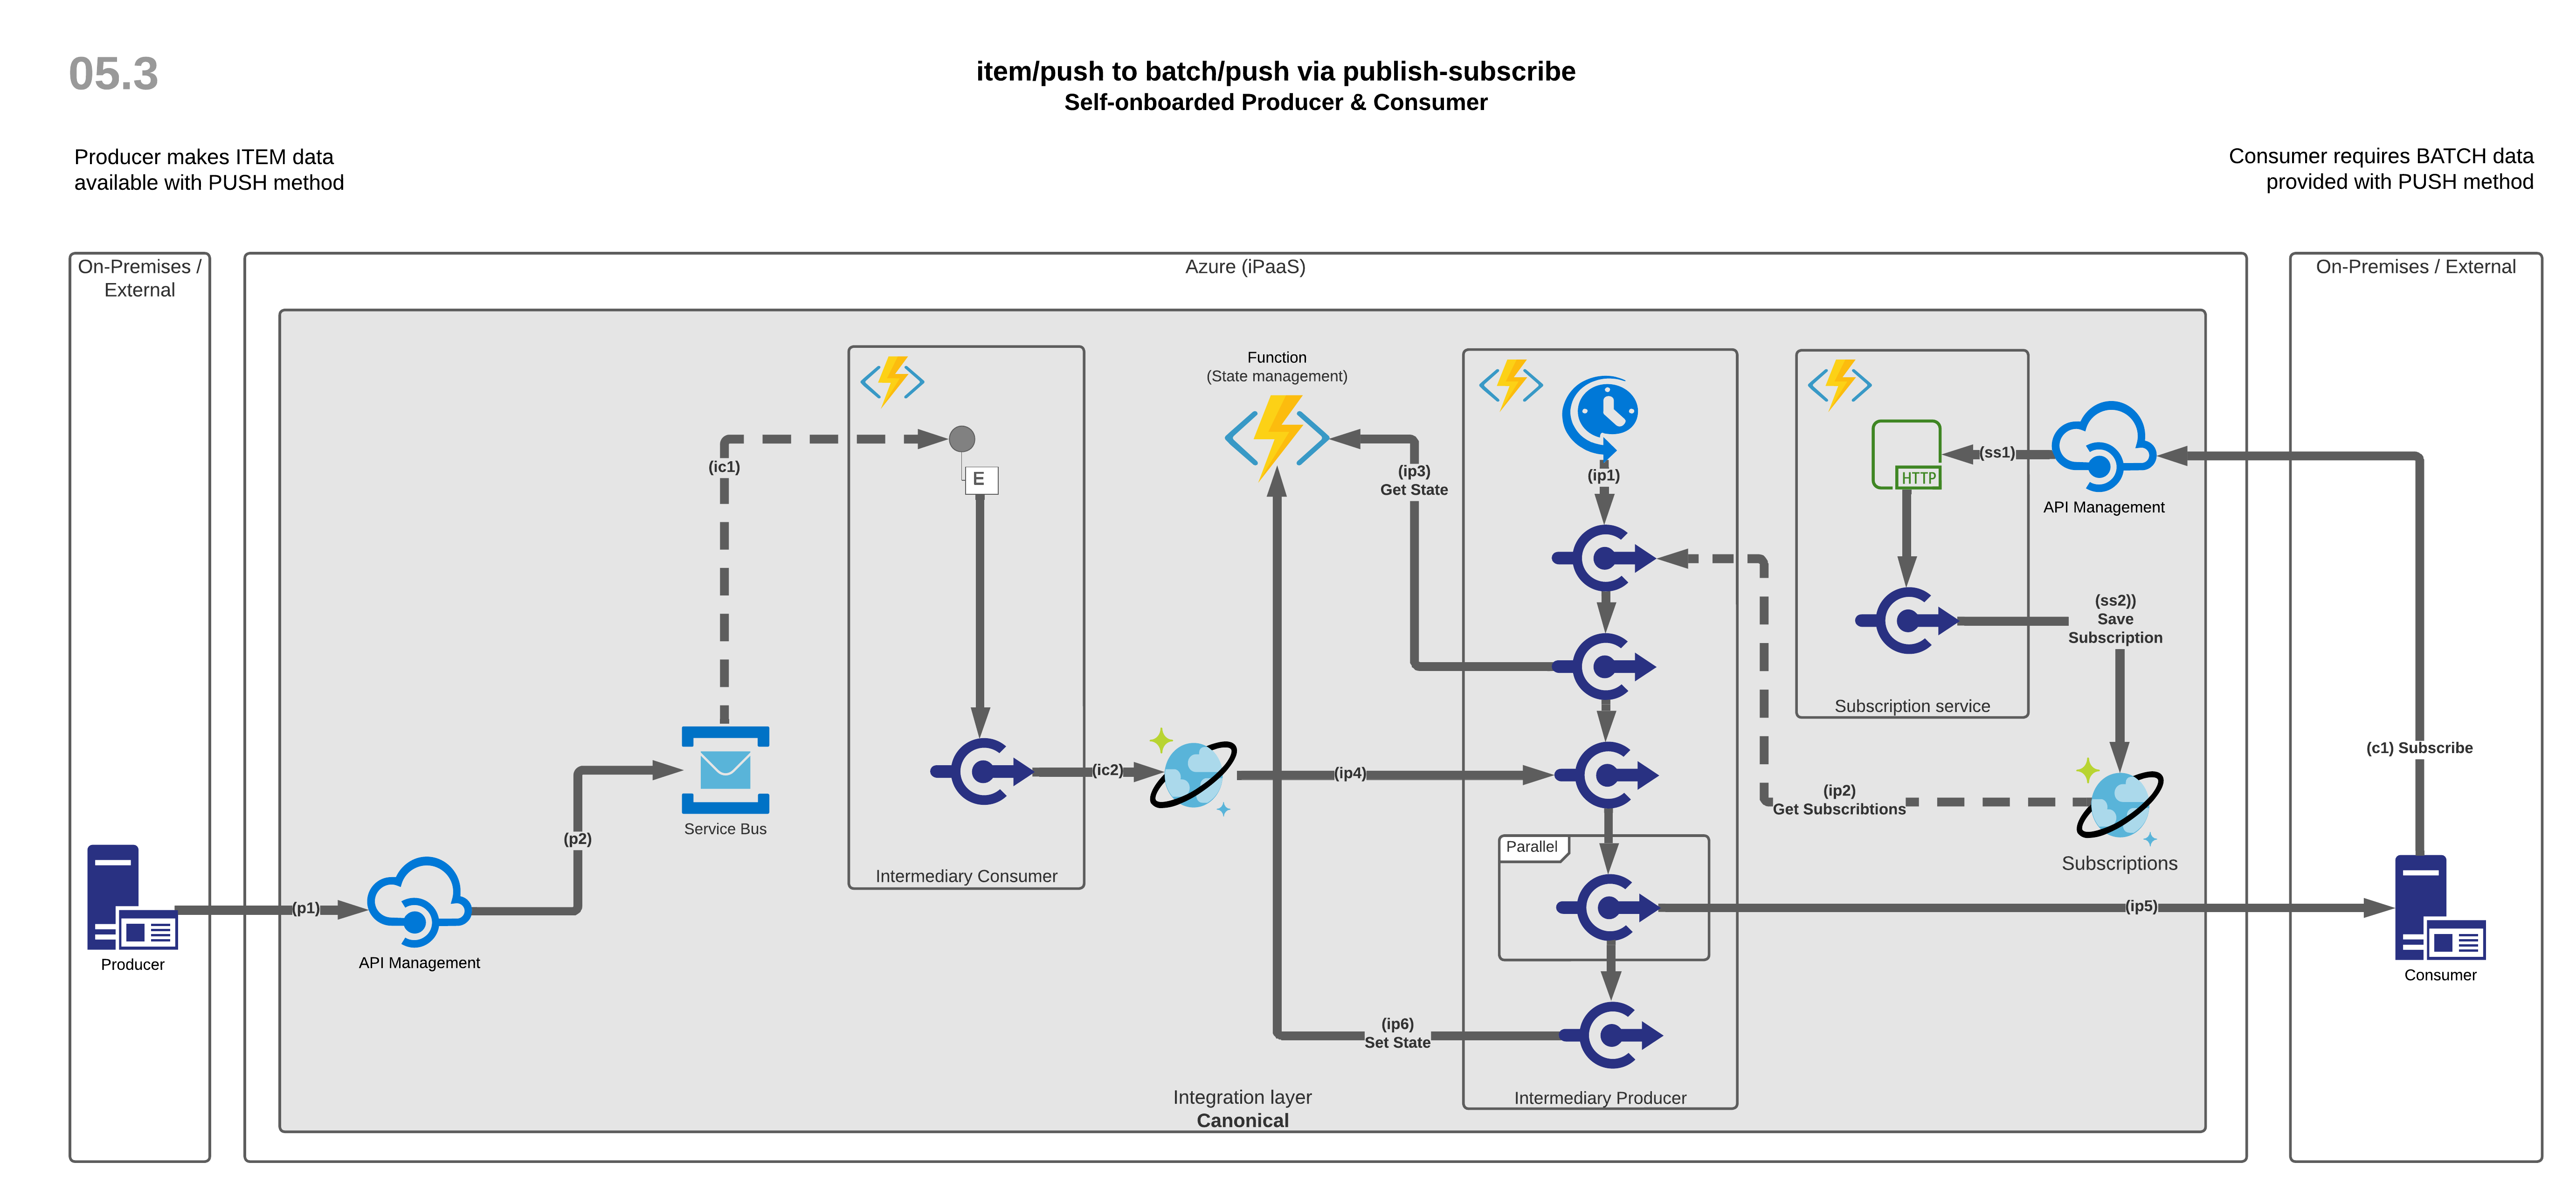 05.3
item/push to batch/push via publish-subscribe
Self-onboarded Producer & Consumer
Producer makes ITEM data
available with PUSH method
Consumer requires BATCH data
provided with PUSH method
On-Premises /
External
Azure (iPaaS)
On-Premises / External
Function
(State management)
(ic1)
E
(ip3)
Get State
(ip1)
(ss1)
HTTP
API Management
(ss2))
Save
Subscription
Subscription service
(c1) Subscribe
(ic2)
(ip4)
(ip2)
Get Subscribtions
Service Bus
(p2)
Parallel
Subscriptions
Intermediary Consumer
(p1)
(ip5)
Producer
API Management
Consumer
(ip6)
Set State
Intermediary Producer
Integration layer
Canonical